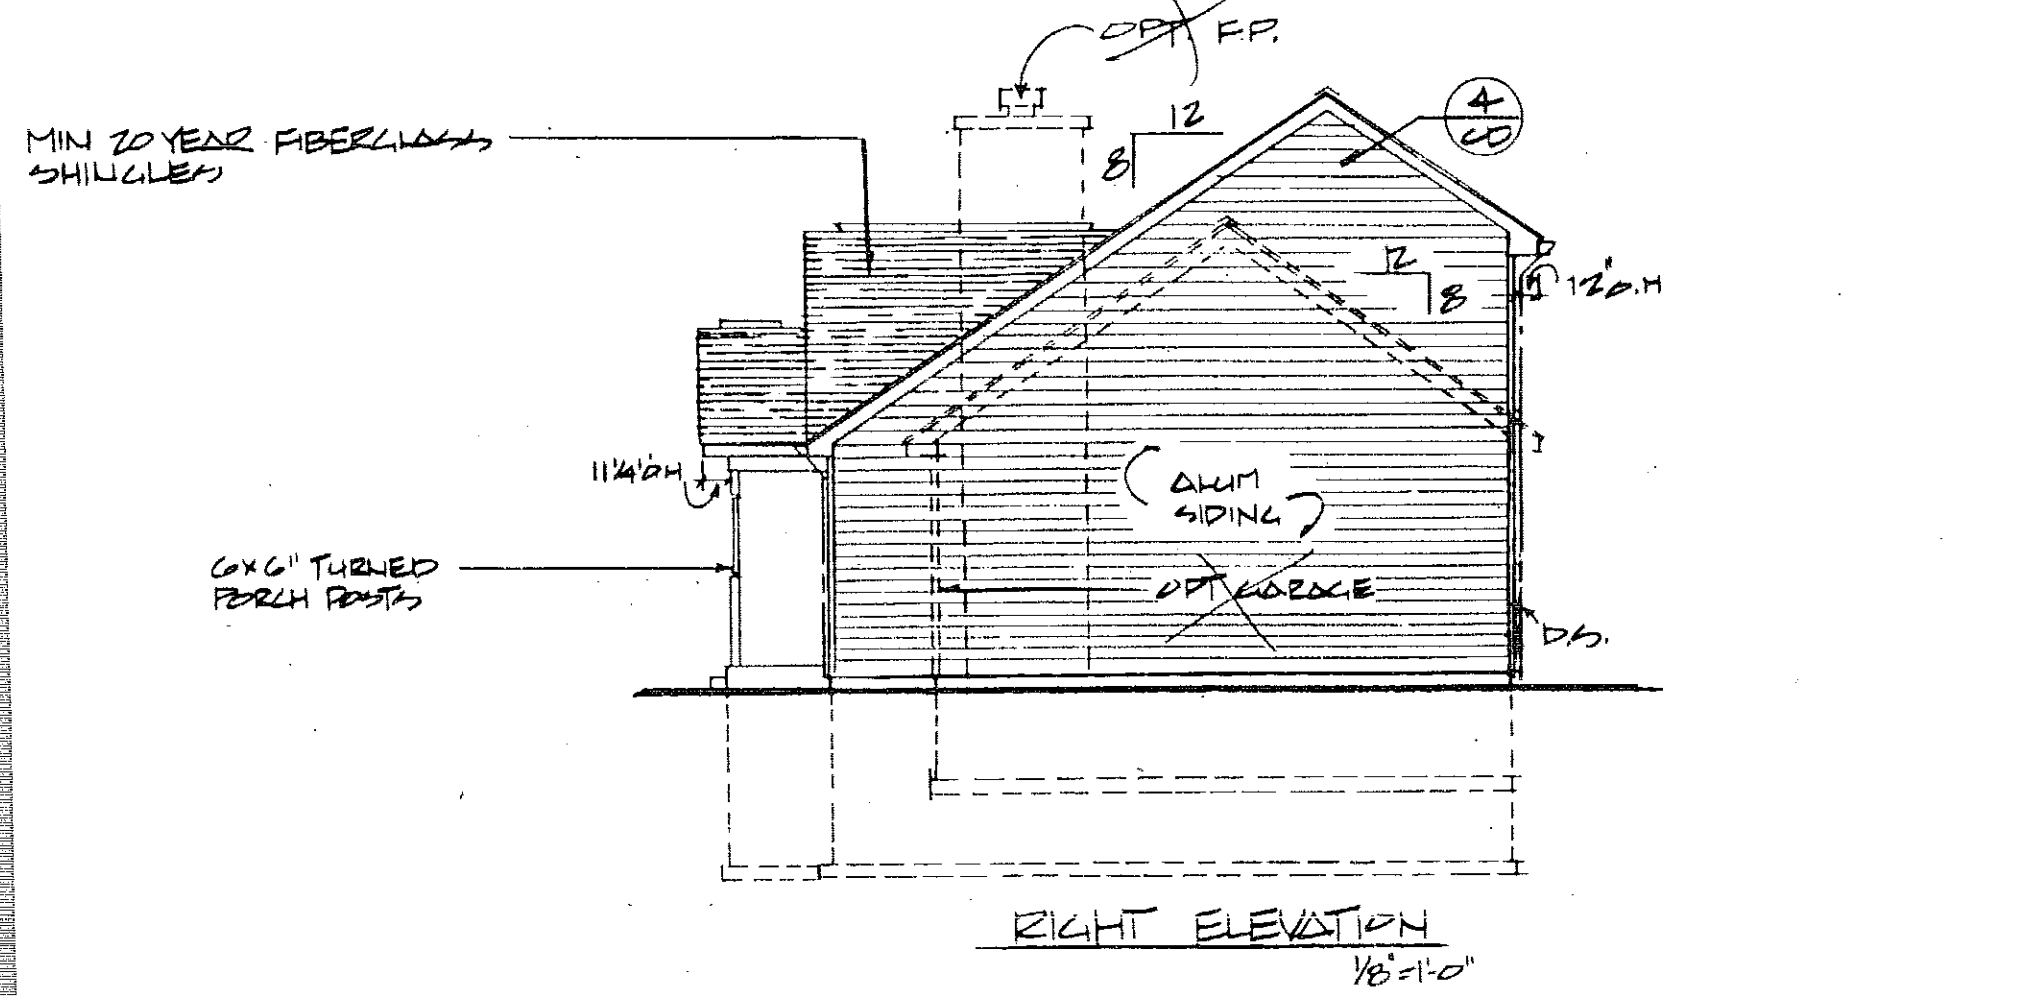 OPT. F.P.
12
8
4
CO
MIN 20 YEAR FIBERGLASS
SHINGLES
12
8
12" O.H
11 1/4" O.H
ALUM
SIDING
6x6" TURNED
PORCH POSTS
OPT GARAGE
D.S.
RIGHT ELEVATION
1/8"=1'-0"